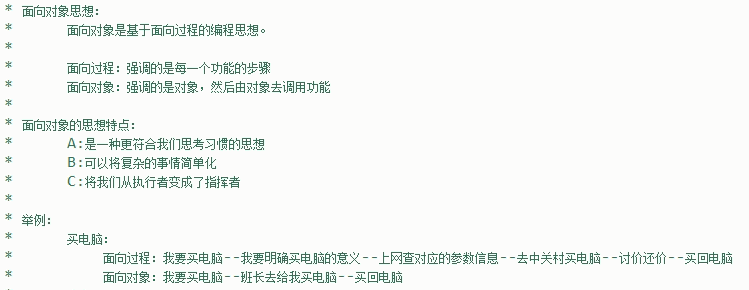 * 面向对象思想:
* 面向对象是基于面向过程的编程思想。
*
* 面向过程: 强调的是每一个功能的步骤
* 面向对象: 强调的是对象，然后由对象去调用功能
*
* 面向对象的思想特点:
* A:是一种更符合我们思考习惯的思想
* B:可以将复杂的事情简单化
* C:将我们从执行者变成了指挥者
*
* 举例:
* 买电脑:
* 面向过程: 我要买电脑--我要明确买电脑的意义--上网查对应的参数信息--去中关村买电脑--讨价还价--买回电脑
* 面向对象: 我要买电脑--班长去给我买电脑--买回电脑